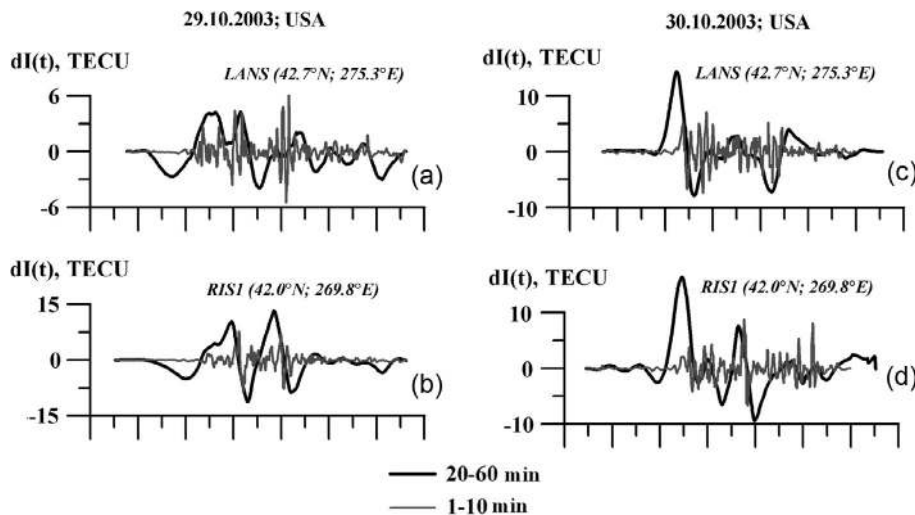 29.10.2003; USA
30.10.2003; USA
dI(t), TECU
LANS (42.7°N; 275.3°E)
6
0
-6
(a)
dI(t), TECU
LANS (42.7°N; 275.3°E)
10
0
-10
(c)
dI(t), TECU
RIS1 (42.0°N; 269.8°E)
15
0
-15
(b)
dI(t), TECU
RIS1 (42.0°N; 269.8°E)
10
0
-10
(d)
20-60 min
1-10 min